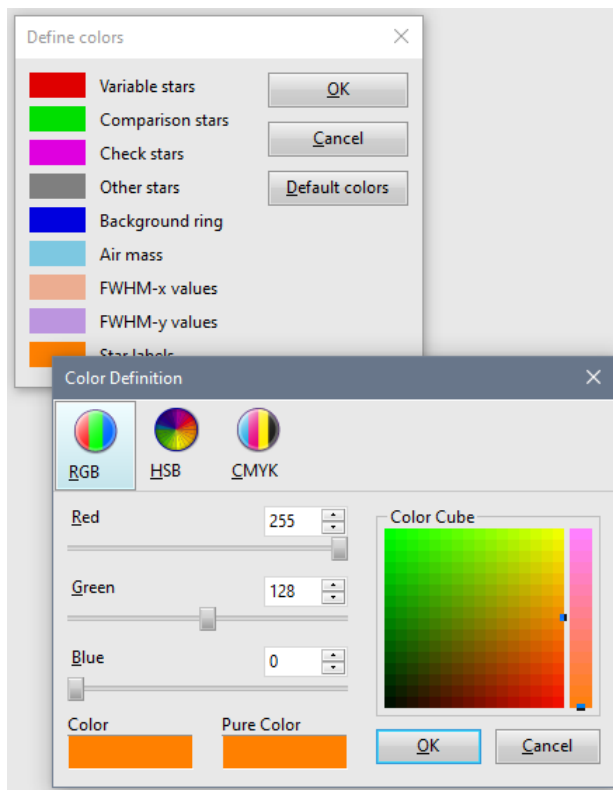 Define colors
Variable stars
OK
Comparison stars
Cancel
Check stars
Other stars
Default colors
Background ring
Air mass
FWHM-x values
FWHM-y values
Star labels
Color Definition
RGB
HSB
CMYK
Red 255
Color Cube
Green 128
Blue 0
Color
Pure Color
OK
Cancel